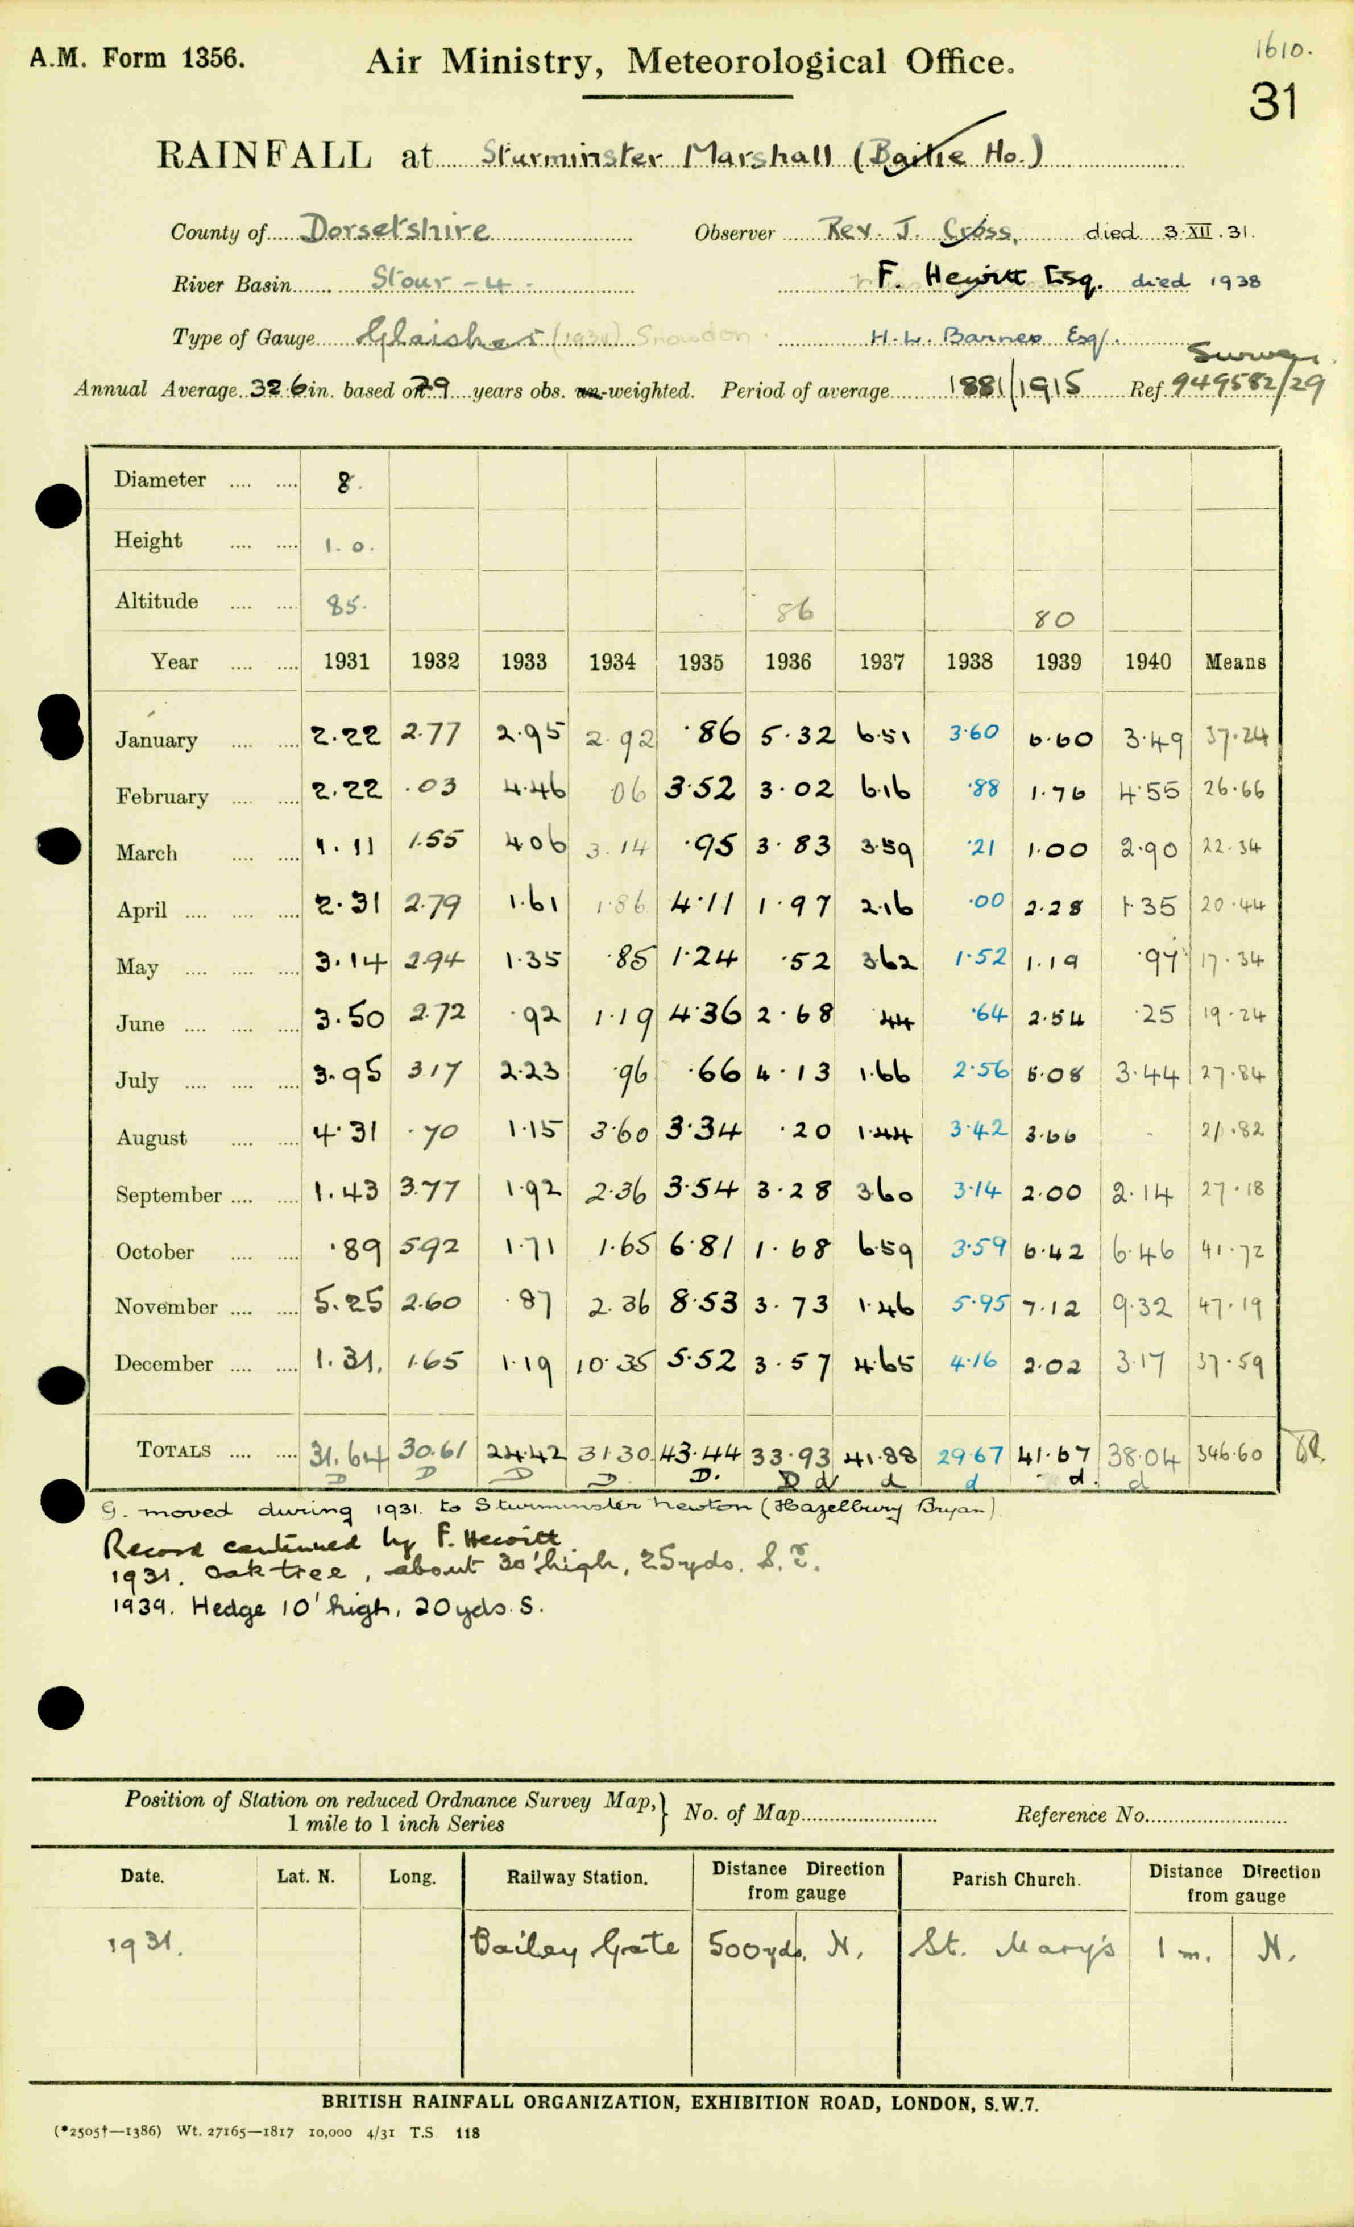 1610.
A.M. Form 1356. Air Ministry, Meteorological Office.
31
RAINFALL at Sturminster Marshall (Bailie Ho.)
County of Dorsetshire Observer Rev. J. Cross, died 3.XII.31.
River Basin Stour - 4. F. Hewitt Esq. died 1938
Type of Gauge Glaisher (1934) Snowdon. H.W. Barnes Esq.
Survey.
Annual Average 32.6 in. based on 29 years obs. un-weighted. Period of average 1881/1915 Ref. 949582/29
Diameter 8.
Height 1.0.
Altitude 85. 86 80
Year 1931 1932 1933 1934 1935 1936 1937 1938 1939 1940 Means
January 2.22 2.77 2.95 2.92 .86 5.32 6.51 3.60 6.60 3.49 37.24
February 2.22 .03 4.46 06 3.52 3.02 6.16 .88 1.76 4.55 26.66
March 1.11 1.55 4.06 3.14 .95 3.83 3.59 .21 1.00 2.90 22.34
April 2.31 2.79 1.61 1.86 4.11 1.97 2.16 .00 2.28 1.35 20.44
May 3.14 2.94 1.35 .85 1.24 .52 3.62 1.52 1.19 .97 17.34
June 3.50 2.72 .92 1.19 4.36 2.68 .44 .64 2.54 .25 19.24
July 3.95 3.17 2.23 .96 .66 4.13 1.66 2.56 5.08 3.44 27.84
August 4.31 .70 1.15 3.60 3.34 .20 1.44 3.42 3.66 - 21.82
September 1.43 3.77 1.92 2.36 3.54 3.28 3.60 3.14 2.00 2.14 27.18
October .89 5.92 1.71 1.65 6.81 1.68 6.59 3.59 6.42 6.46 41.72
November 5.25 2.60 .87 2.36 8.53 3.73 1.46 5.95 7.12 9.32 47.19
December 1.31. 1.65 1.19 10.35 5.52 3.57 4.65 4.16 2.02 3.17 37.59
TOTALS 31.64 30.61 24.42 31.30 43.44 33.93 41.88 29.67 41.67 38.04 346.60
D D D D. D. D d d d d. d
G. moved during 1931. to Sturminster Newton (Hazelbury Bryan)
Record continued by F. Hewitt.
1931. Oak tree, about 30' high, 25 yds. S.E.
1939. Hedge 10' high, 20 yds. S.
Position of Station on reduced Ordnance Survey Map, 1 mile to 1 inch Series } No. of Map Reference No.
Date. Lat. N. Long. Railway Station. Distance Direction from gauge Parish Church. Distance Direction from gauge
1931. Bailey Gate 500 yds. N. St. Mary's 1 m. N.
BRITISH RAINFALL ORGANIZATION, EXHIBITION ROAD, LONDON, S.W.7.
(*2505†—1386) Wt. 27165—1817 10,000 4/31 T.S 118